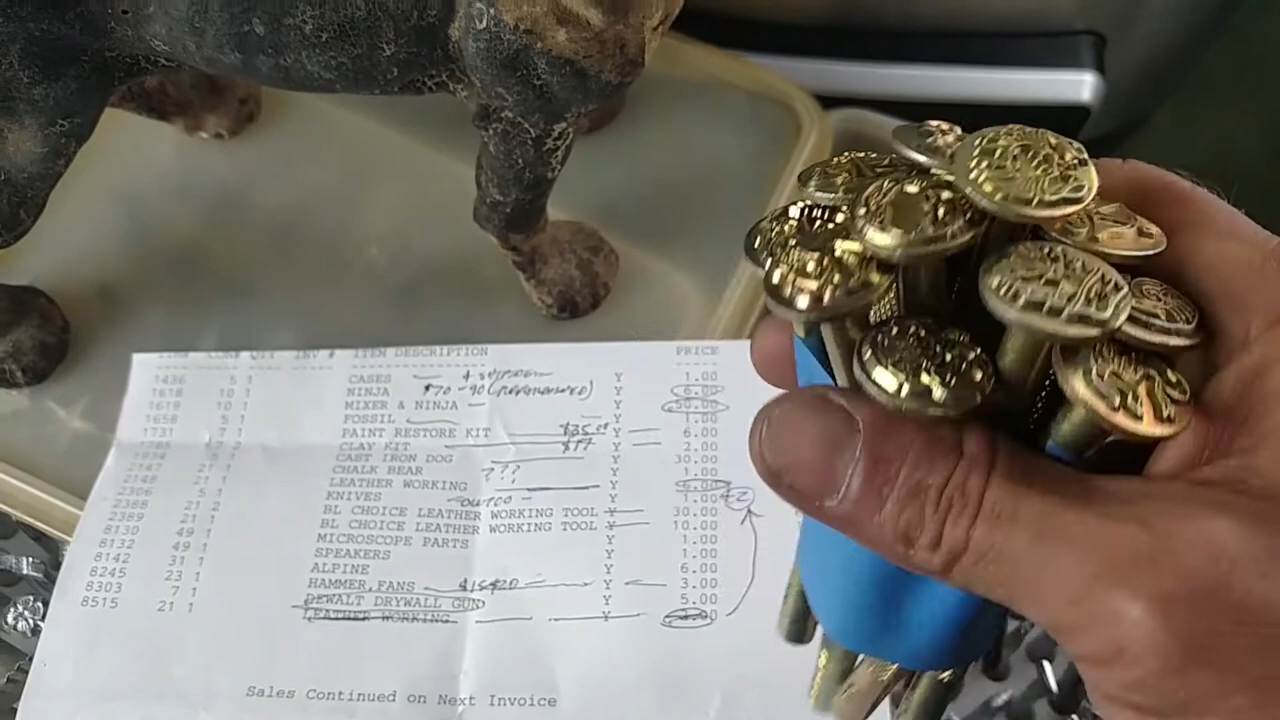 ITEM DESCRIPTION PRICE
1436 5 1 CASES Y 1.00
1618 10 1 NINJA $70-90 Y 6.00
1619 10 1 MIXER & NINJA Y 50.00
1658 5 1 FOSSIL Y 1.00
1731 1 PAINT RESTORE KIT $35.00 Y 6.00
CLAY KIT $17 Y 2.00
CAST IRON DOG Y 30.00
2147 21 1 CHALK BEAR ??? Y 1.00
2148 21 1 LEATHER WORKING Y 6.00
2306 5 1 KNIVES Y 1.00
2388 21 2 BL CHOICE LEATHER WORKING TOOL Y 30.00
2389 21 1 BL CHOICE LEATHER WORKING TOOL Y 10.00
8130 49 1 MICROSCOPE PARTS Y 1.00
8132 49 1 SPEAKERS Y 1.00
8142 31 1 ALPINE Y 6.00
8245 23 1 HAMMER, FANS $15-$20 Y 3.00
8303 7 1 DEWALT DRYWALL GUN Y 5.00
8515 21 1 LEATHER WORKING Y
Sales Continued on Next Invoice